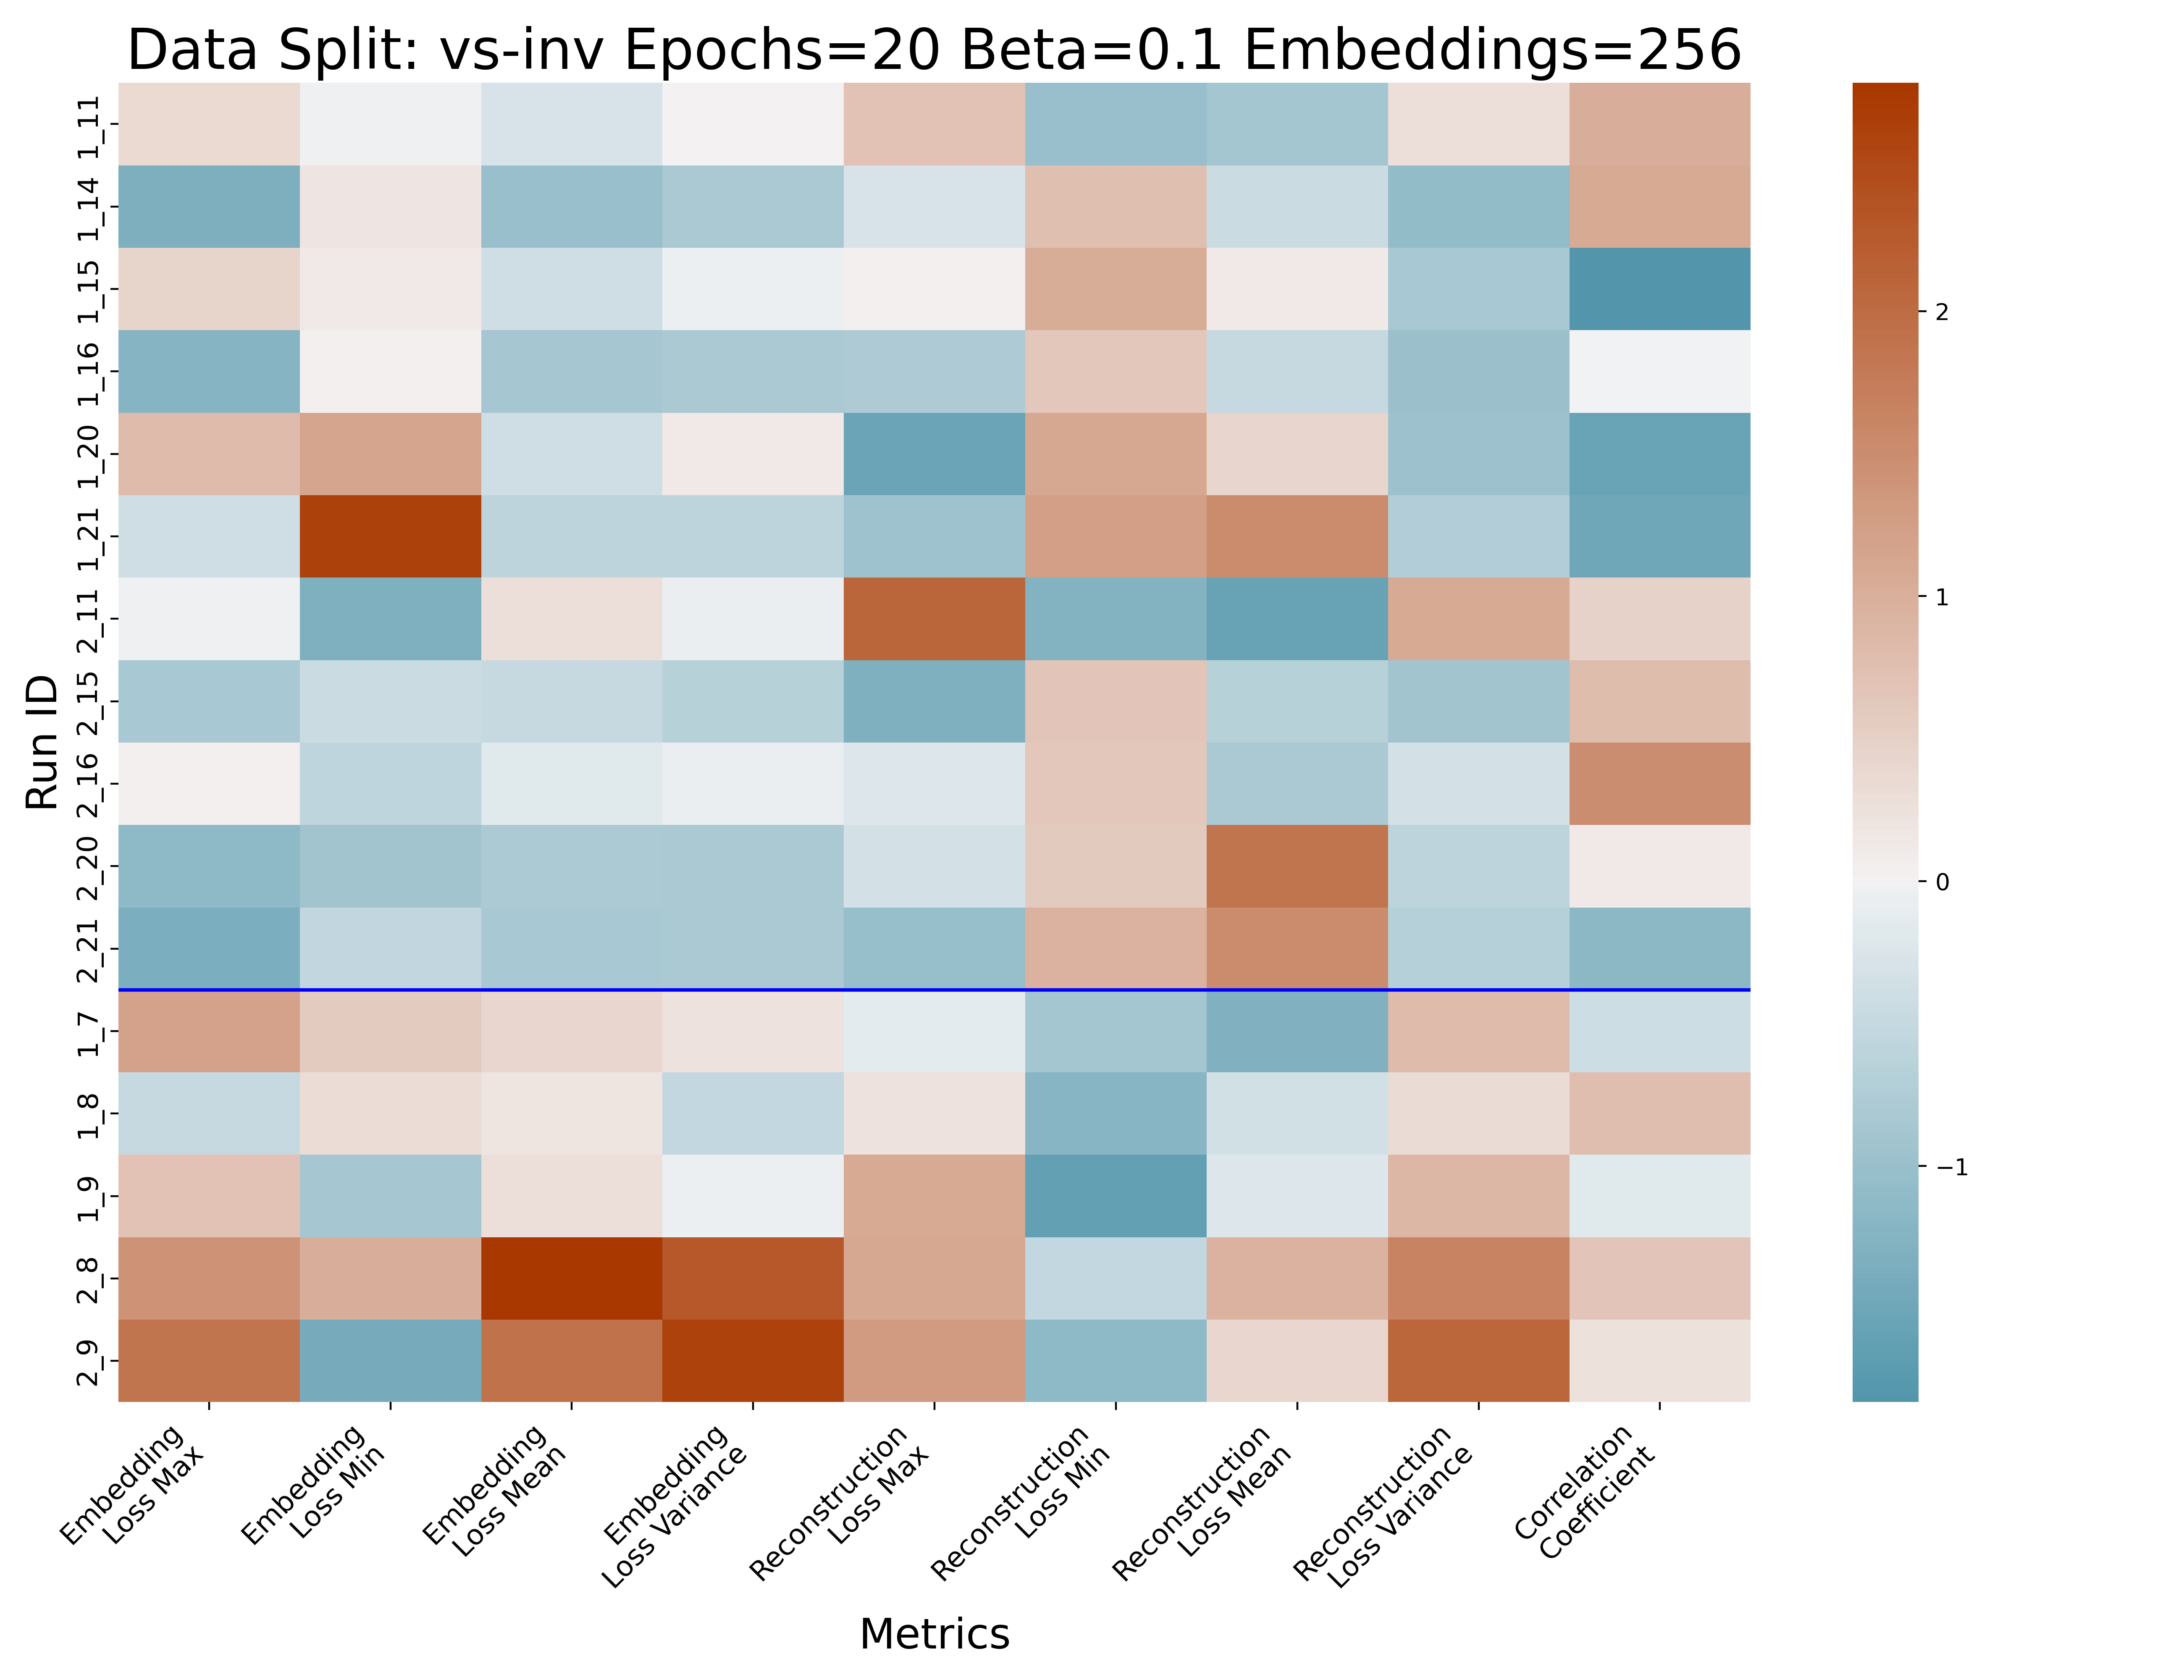 Data Split: vs-inv Epochs=20 Beta=0.1 Embeddings=256
Run ID
1_11
1_14
1_15
1_16
1_20
1_21
2_11
2_15
2_16
2_20
2_21
1_7
1_8
1_9
2_8
2_9
2
1
0
−1
Embedding
Loss Max
Embedding
Loss Min
Embedding
Loss Mean
Embedding
Loss Variance
Reconstruction
Loss Max
Reconstruction
Loss Min
Reconstruction
Loss Mean
Reconstruction
Loss Variance
Correlation
Coefficient
Metrics